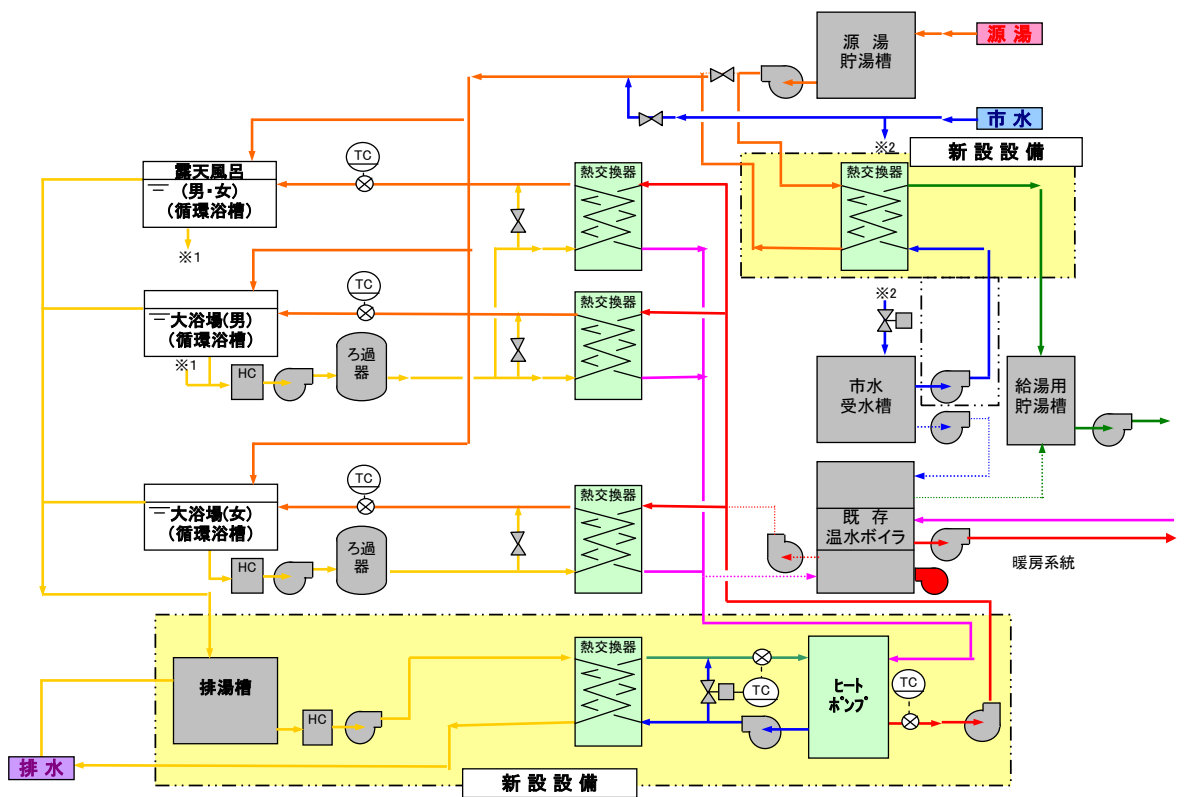 源 湯
貯湯槽
源 湯
市 水
※2
新 設 設 備
TC
熱交換器
熱交換器
露天風呂
(男・女)
(循環浴槽)
※1
TC
熱交換器
大浴場(男)
(循環浴槽)
※1
HC
ろ過
器
※2
市水
受水槽
給湯用
貯湯槽
TC
熱交換器
大浴場(女)
(循環浴槽)
HC
ろ過
器
既 存
温水ボイラ
暖房系統
熱交換器
排湯槽
HC
TC
ヒート
ポンプ
TC
排 水
新 設 設 備